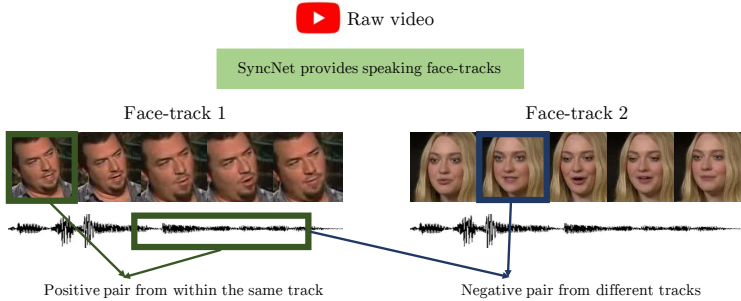 Raw video
SyncNet provides speaking face-tracks
Face-track 1
Face-track 2
Positive pair from within the same track
Negative pair from different tracks